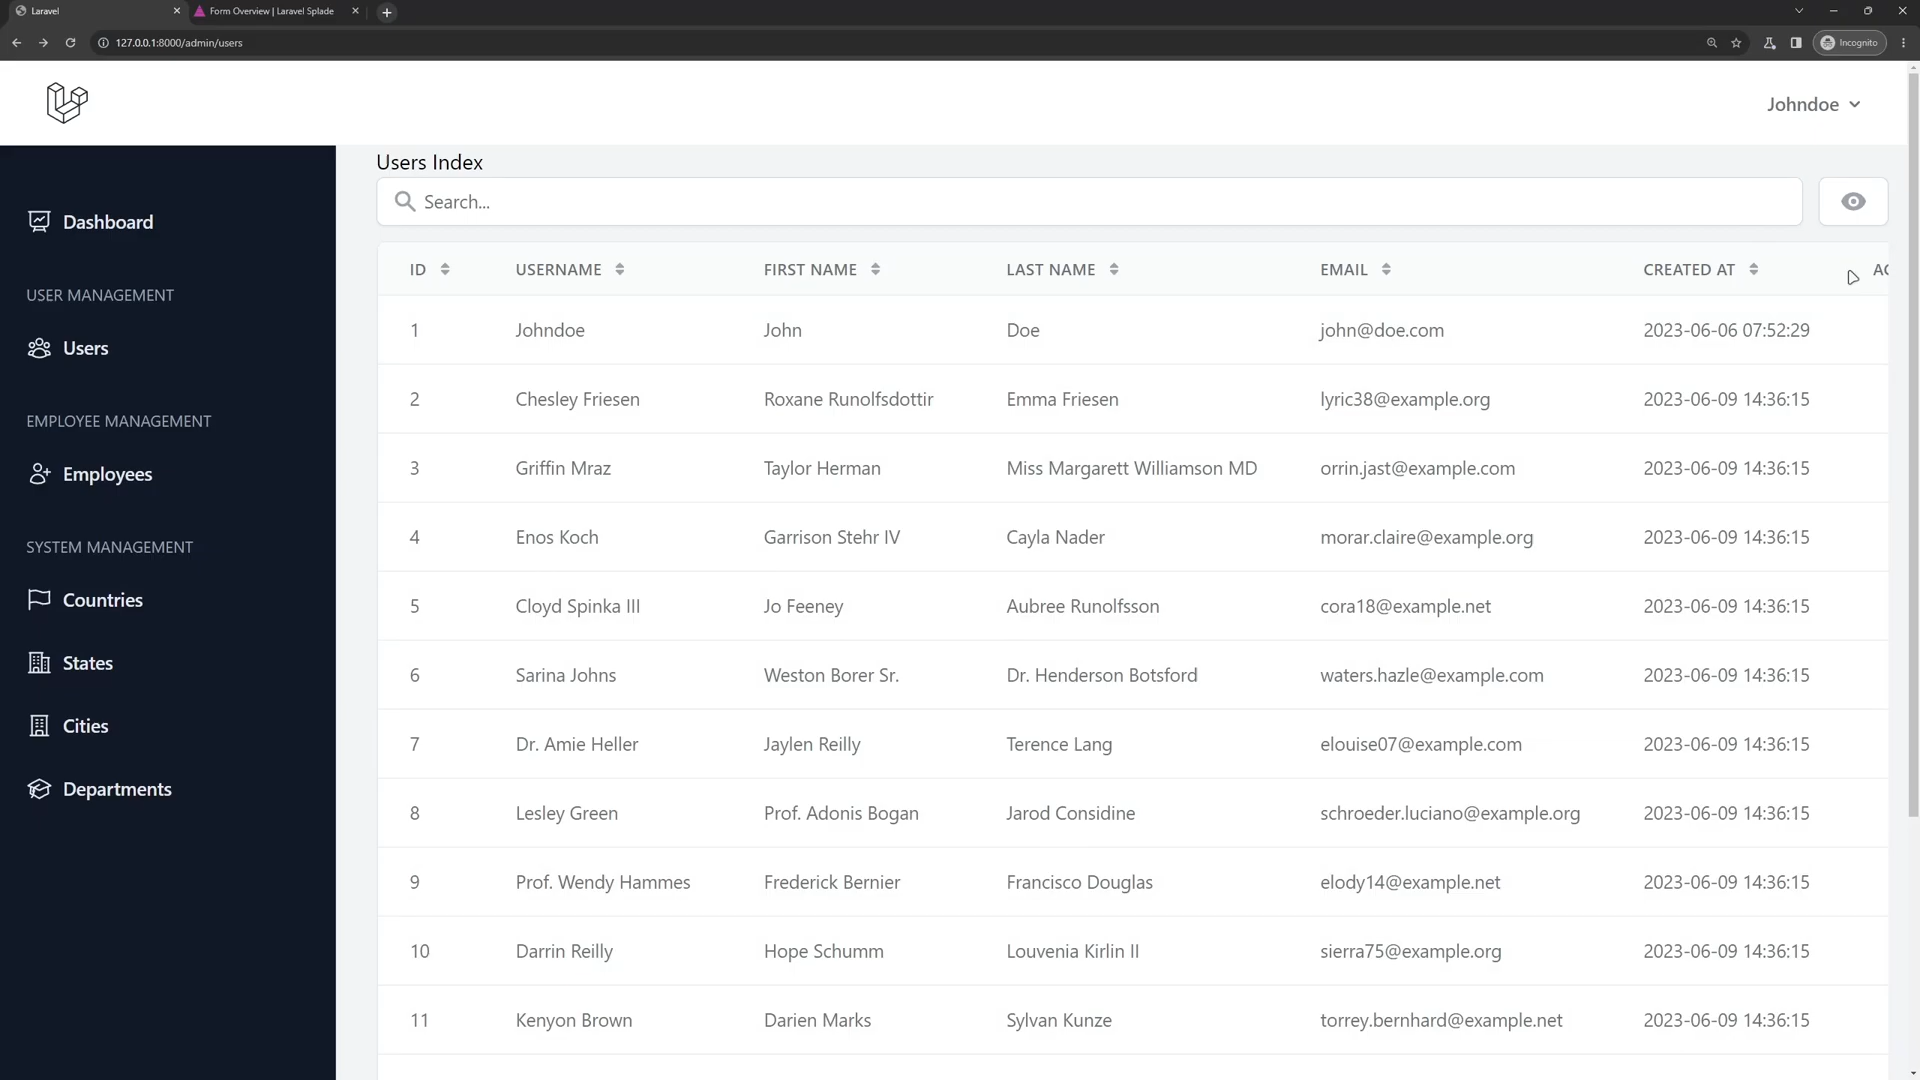 Laravel
Form Overview | Laravel Splade
127.0.0.1:8000/admin/users
Incognito
Johndoe
Dashboard
USER MANAGEMENT
Users
EMPLOYEE MANAGEMENT
Employees
SYSTEM MANAGEMENT
Countries
States
Cities
Departments
Users Index
Search...
ID USERNAME FIRST NAME LAST NAME EMAIL CREATED AT AC
1 Johndoe John Doe john@doe.com 2023-06-06 07:52:29
2 Chesley Friesen Roxane Runolfsdottir Emma Friesen lyric38@example.org 2023-06-09 14:36:15
3 Griffin Mraz Taylor Herman Miss Margarett Williamson MD orrin.jast@example.com 2023-06-09 14:36:15
4 Enos Koch Garrison Stehr IV Cayla Nader morar.claire@example.org 2023-06-09 14:36:15
5 Cloyd Spinka III Jo Feeney Aubree Runolfsson cora18@example.net 2023-06-09 14:36:15
6 Sarina Johns Weston Borer Sr. Dr. Henderson Botsford waters.hazle@example.com 2023-06-09 14:36:15
7 Dr. Amie Heller Jaylen Reilly Terence Lang elouise07@example.com 2023-06-09 14:36:15
8 Lesley Green Prof. Adonis Bogan Jarod Considine schroeder.luciano@example.org 2023-06-09 14:36:15
9 Prof. Wendy Hammes Frederick Bernier Francisco Douglas elody14@example.net 2023-06-09 14:36:15
10 Darrin Reilly Hope Schumm Louvenia Kirlin II sierra75@example.org 2023-06-09 14:36:15
11 Kenyon Brown Darien Marks Sylvan Kunze torrey.bernhard@example.net 2023-06-09 14:36:15